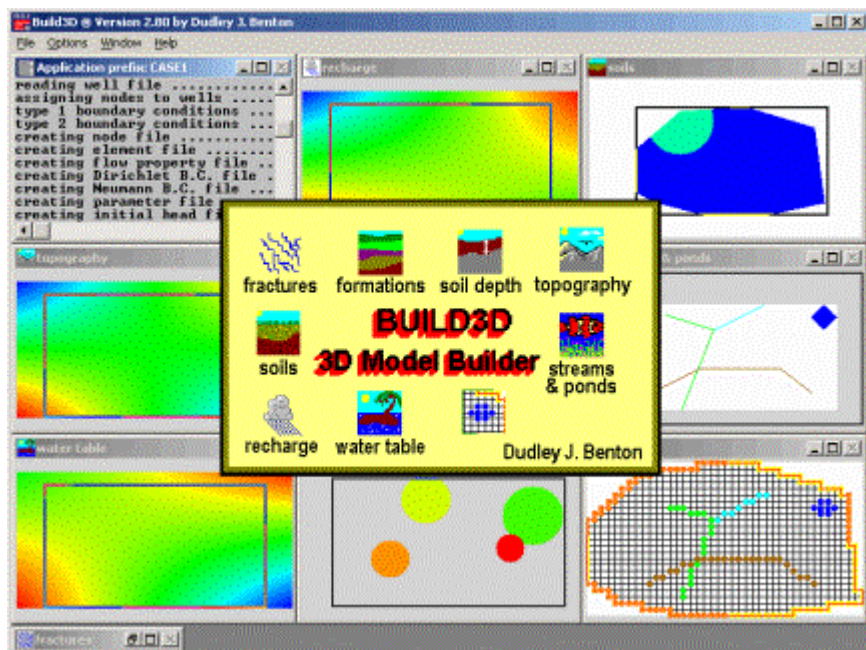 Build3D @ Version 2.80 by Dudley J. Benton
File Options Window Help
Application prefix: CASE1
recharge
soils
reading well file ............
assigning nodes to wells .....
type 1 boundary conditions ...
type 2 boundary conditions ...
creating node file ...........
creating element file ........
creating flow property file ..
creating Dirichlet B.C. file ...
creating Neumann B.C. file ...
creating parameter file ......
creating initial head fi
topography
& ponds
fractures
formations
soil depth
topography
BUILD3D
3D Model Builder
soils
streams
& ponds
recharge
water table
Dudley J. Benton
water table
fractures